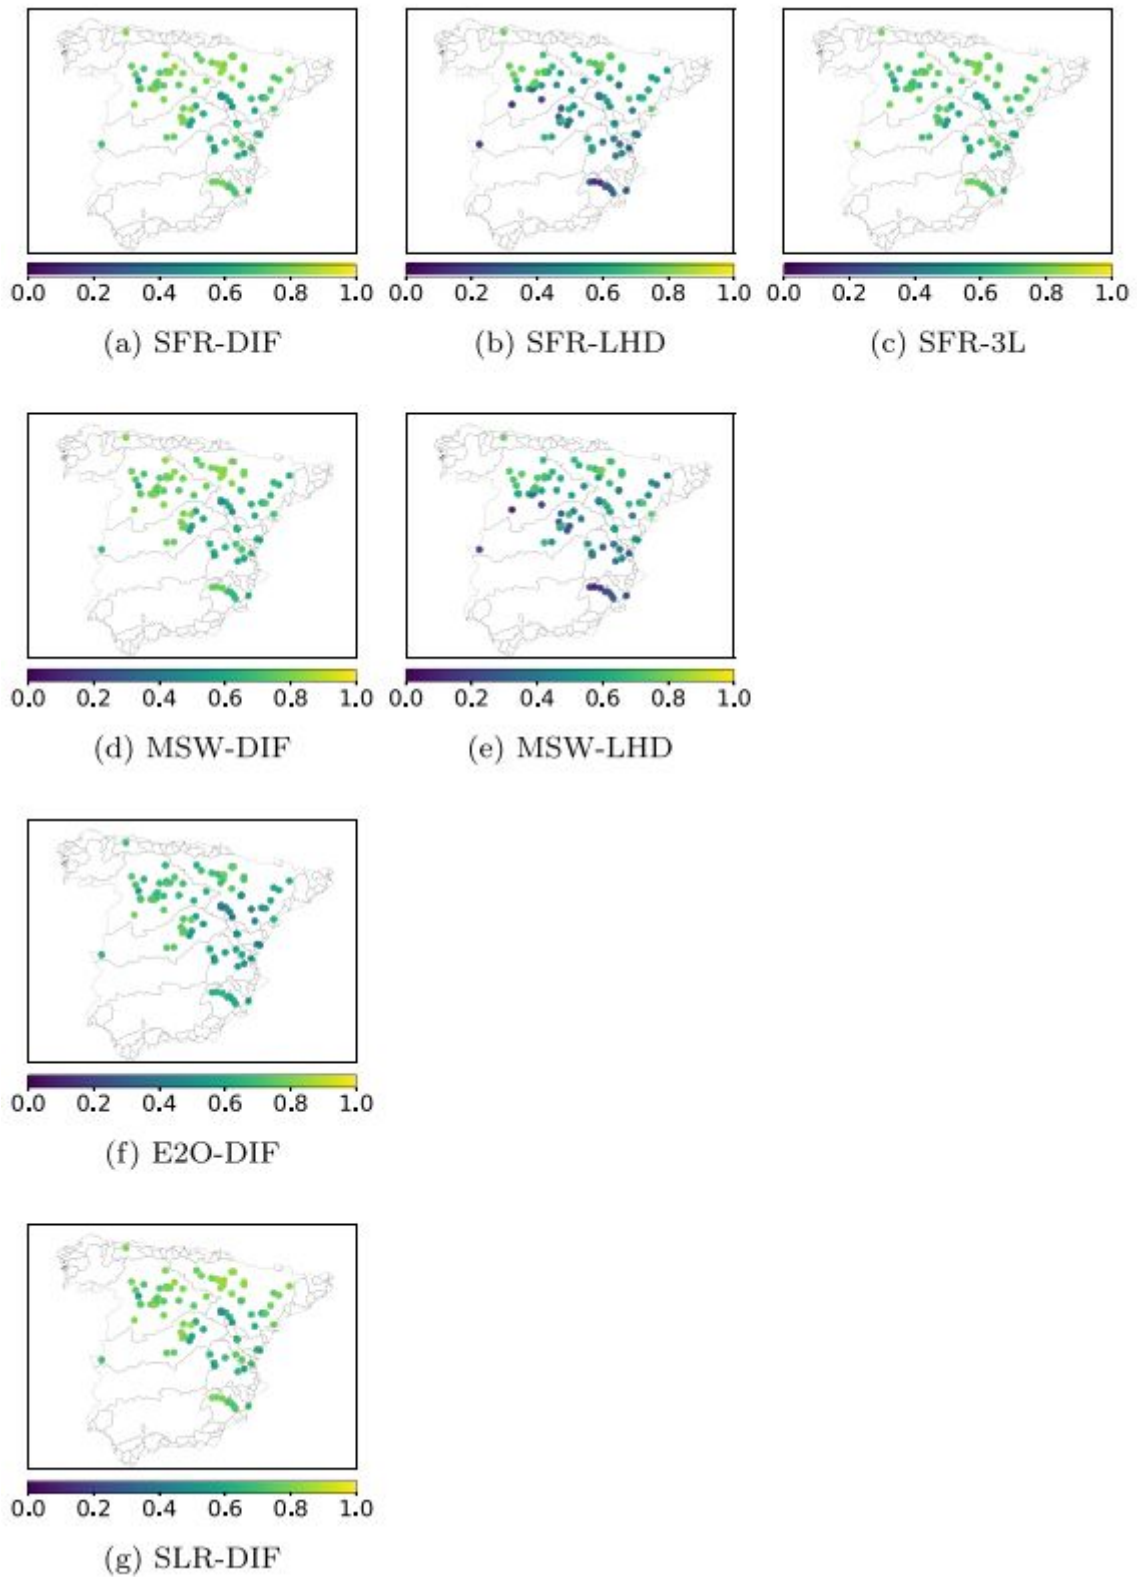 0.0 0.2 0.4 0.6 0.8 1.0 0.0 0.2 0.4 0.6 0.8 1.0 0.0 0.2 0.4 0.6 0.8 1.0
(a) SFR-DIF (b) SFR-LHD (c) SFR-3L
0.0 0.2 0.4 0.6 0.8 1.0 0.0 0.2 0.4 0.6 0.8 1.0
(d) MSW-DIF (e) MSW-LHD
0.0 0.2 0.4 0.6 0.8 1.0
(f) E2O-DIF
0.0 0.2 0.4 0.6 0.8 1.0
(g) SLR-DIF